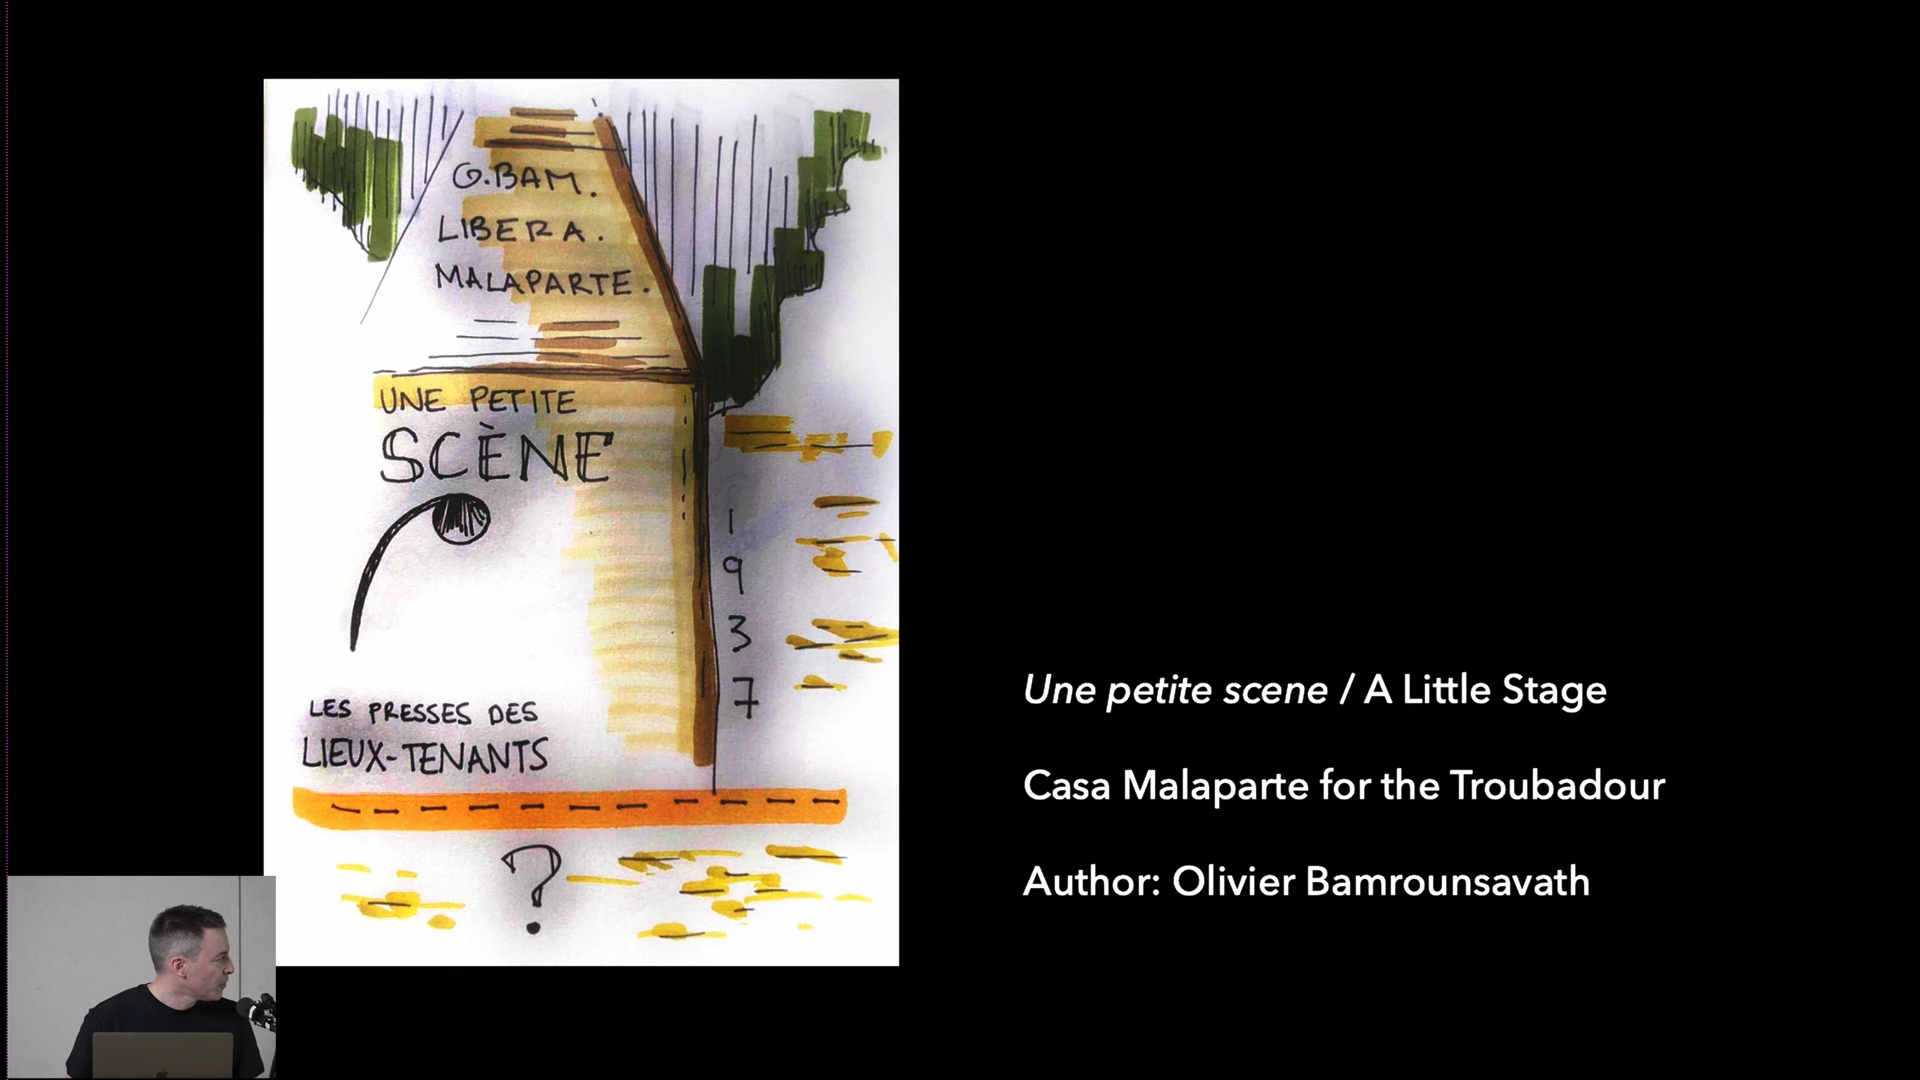 O.BAM.
LIBERA.
MALAPARTE.
UNE PETITE
SCÈNE
1
9
3
7
LES PRESSES DES
LIEUX-TENANTS
?
Une petite scene / A Little Stage
Casa Malaparte for the Troubadour
Author: Olivier Bamrounsavath